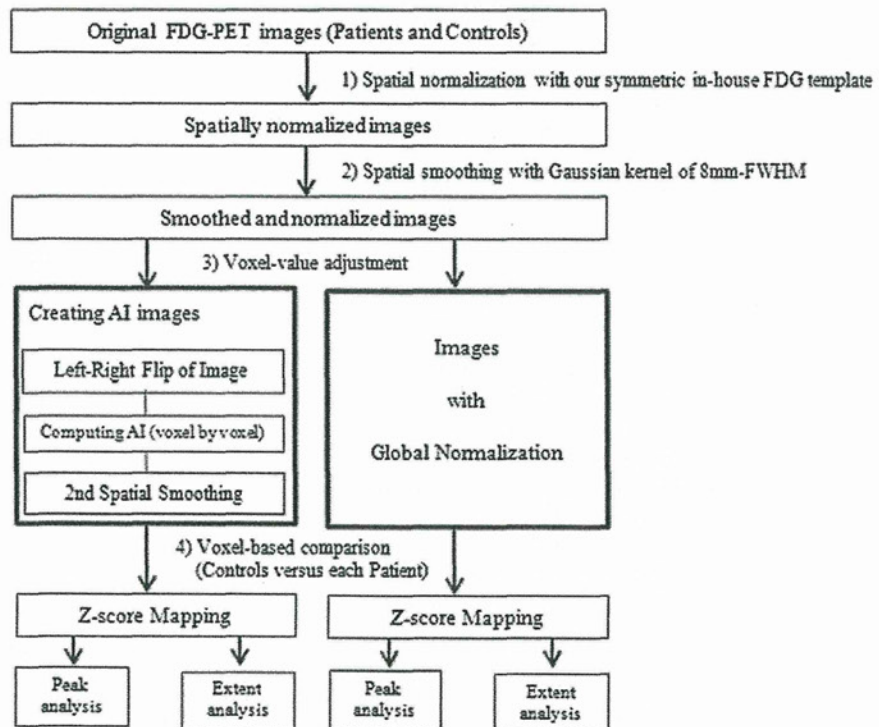 Original FDG-PET images (Patients and Controls)
1) Spatial normalization with our symmetric in-house FDG template
Spatially normalized images
2) Spatial smoothing with Gaussian kernel of 8mm-FWHM
Smoothed and normalized images
3) Voxel-value adjustment
Creating AI images
Left-Right Flip of Image
Computing AI (voxel by voxel)
2nd Spatial Smoothing
Images
with
Global Normalization
4) Voxel-based comparison
(Controls versus each Patient)
Z-score Mapping
Z-score Mapping
Peak
analysis
Extent
analysis
Peak
analysis
Extent
analysis